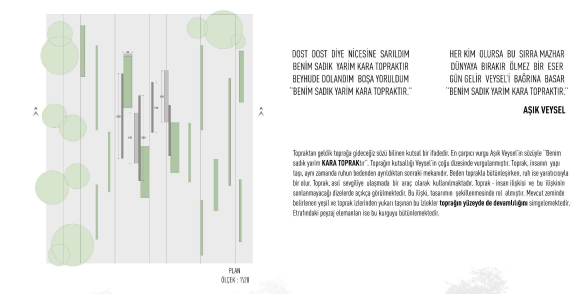 DOST DOST DİYE NİCESİNE SARILDIM
BENİM SADIK YARİM KARA TOPRAKTIR
BEYHUDE DOLANDIM BOŞA YORULDUM
"BENİM SADIK YARİM KARA TOPRAKTIR."
HER KİM OLURSA BU SIRRA MAZHAR
DÜNYAYA BIRAKIR ÖLMEZ BİR ESER
GÜN GELİR VEYSEL'İ BAĞRINA BASAR
"BENİM SADIK YARİM KARA TOPRAKTIR."
AŞIK VEYSEL
Topraktan geldik toprağa gideceğiz sözü bilinen kutsal bir ifadedir. En çarpıcı vurgu Aşık Veysel'in sözüyle "Benim
sadık yarim KARA TOPRAKtır". Toprağın kutsallığı Veysel'in çoğu dizesinde vurgulanmıştır. Toprak, insanın yapı
taşı, aynı zamanda ruhun bedenden ayrıldıktan sonraki mekanıdır. Beden toprakla bütünleşirken, ruh ise yaratıcısıyla
bir olur. Toprak, asıl sevgiliye ulaşmada bir araç olarak kullanılmaktadır. Toprak - insan ilişkisi ve bu ilişkinin
sonlanmayacağı dizelerde açıkça görülmektedir. Bu ilişki, tasarımın şekillenmesinde rol almıştır. Mevcut zeminde
belirlenen yeşil ve toprak izlerinden yukarı taşınan bu izlekler toprağın yüzeyde de devamlılığını simgelemektedir.
Etrafındaki peyzaj elemanları ise bu kurguyu bütünlemektedir.
PLAN
ÖLÇEK : 1\20